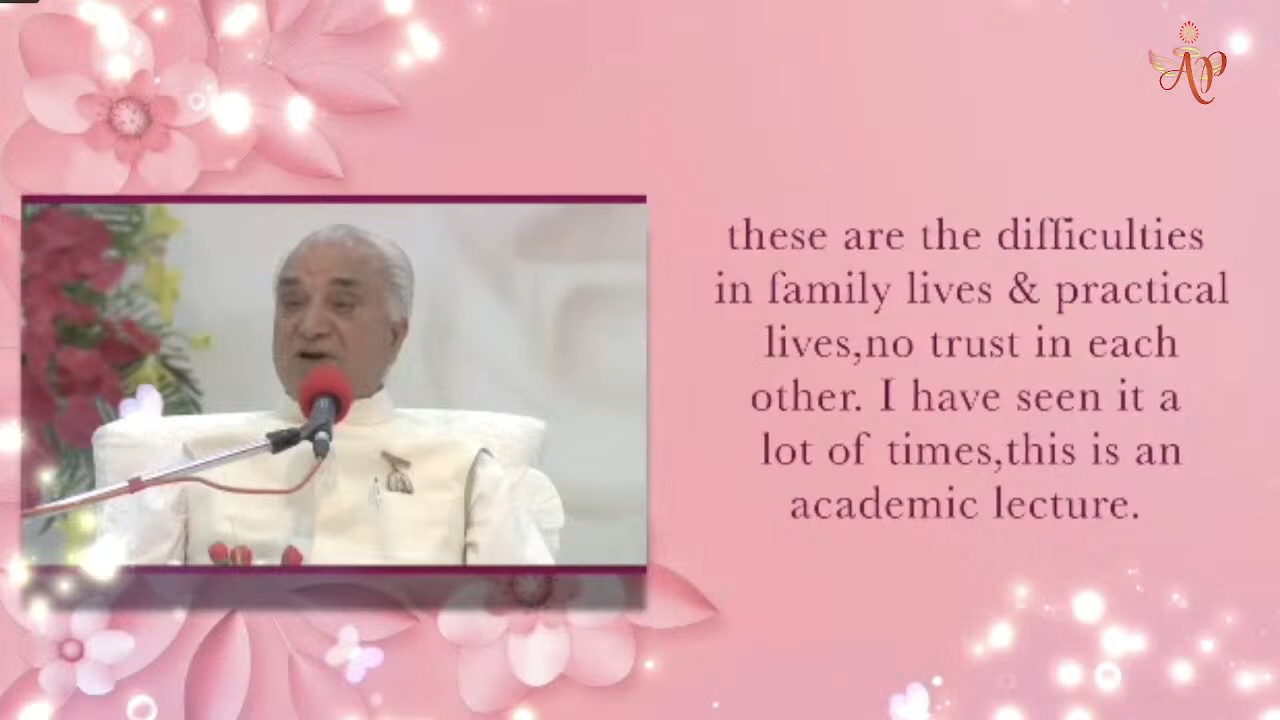 AP
these are the difficulties
in family lives & practical
lives,no trust in each
other. I have seen it a
lot of times,this is an
academic lecture.